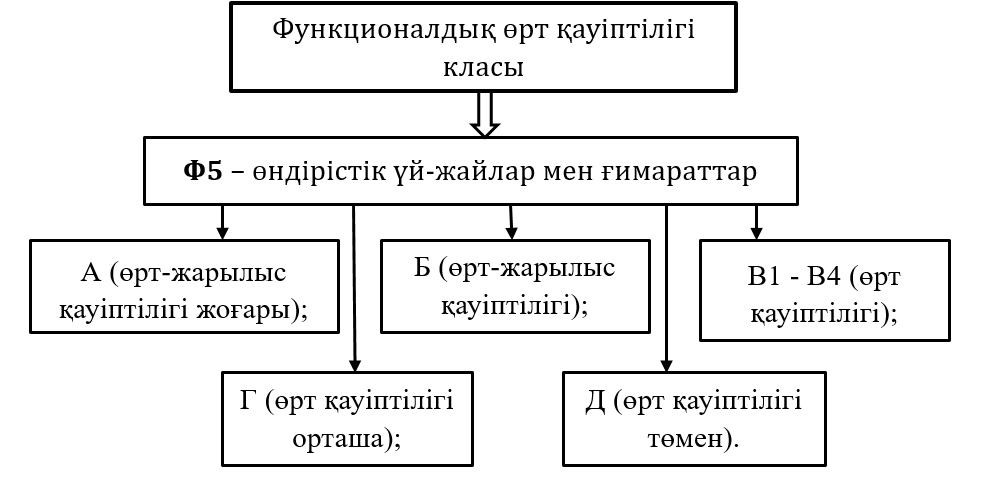 Функционалдық өрт қауіптілігі
класы
Ф5 – өндірістік үй-жайлар мен ғимараттар
А (өрт-жарылыс
қауіптілігі жоғары);
Б (өрт-жарылыс
қауіптілігі);
В1 - В4 (өрт
қауіптілігі);
Г (өрт қауіптілігі
орташа);
Д (өрт қауіптілігі
төмен).